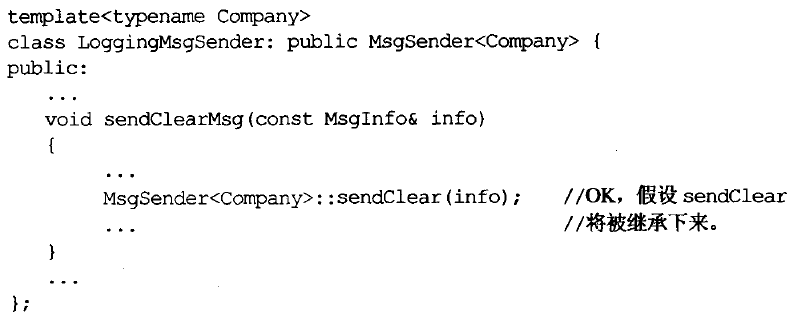 template<typename Company>
class LoggingMsgSender: public MsgSender<Company> {
public:
...
void sendClearMsg(const MsgInfo& info)
{
...
MsgSender<Company>::sendClear(info); //OK，假设 sendClear
... //将被继承下来。
}
...
};